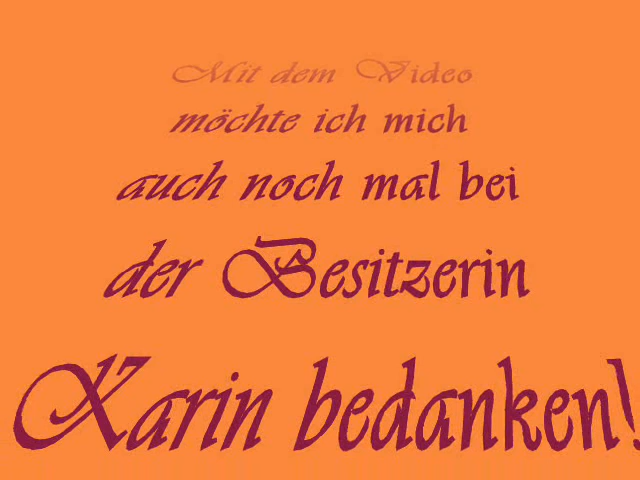 Mit dem Video
möchte ich mich
auch noch mal bei
der Besitzerin
Karin bedanken!